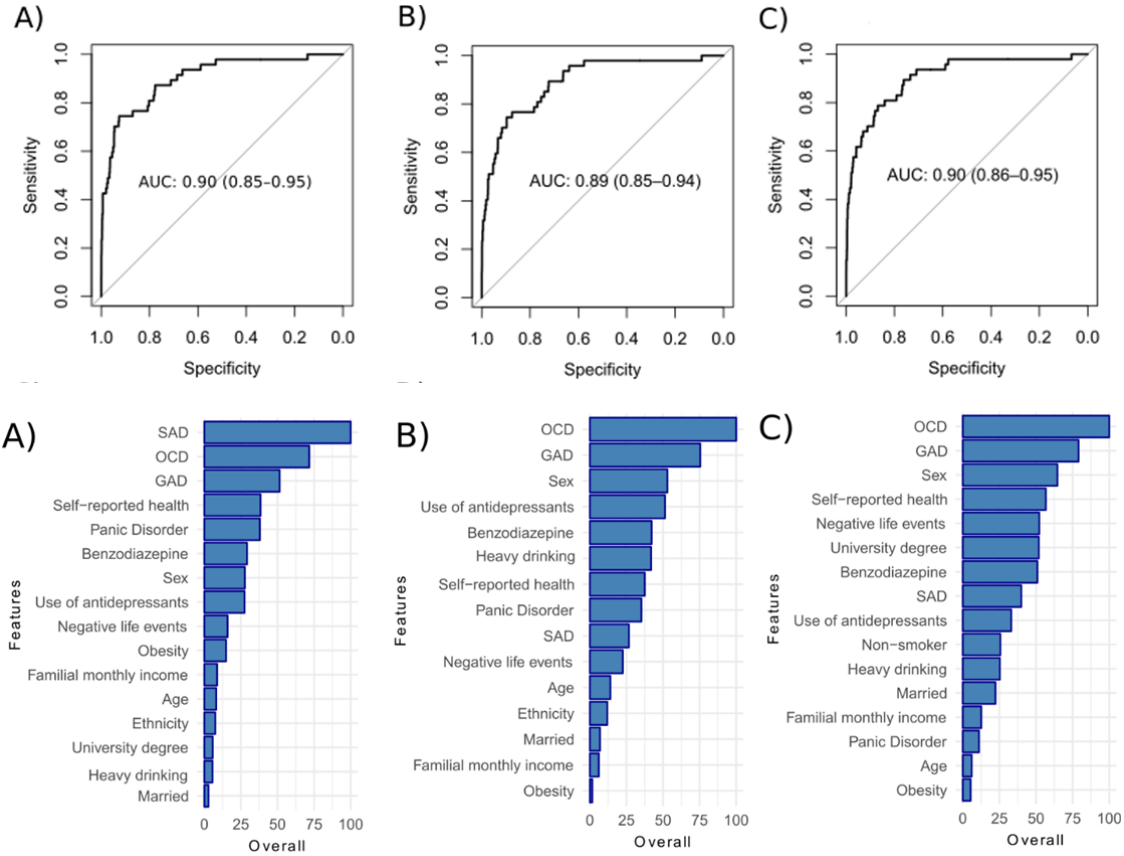 A)
1.0
0.8
0.6
0.4
0.2
0.0
Sensitivity
AUC: 0.90 (0.85–0.95)
1.0 0.8 0.6 0.4 0.2 0.0
Specificity
B)
1.0
0.8
0.6
0.4
0.2
0.0
Sensitivity
AUC: 0.89 (0.85–0.94)
1.0 0.8 0.6 0.4 0.2 0.0
Specificity
C)
1.0
0.8
0.6
0.4
0.2
0.0
Sensitivity
AUC: 0.90 (0.86–0.95)
1.0 0.8 0.6 0.4 0.2 0.0
Specificity
A)
SAD
OCD
GAD
Self−reported health
Panic Disorder
Benzodiazepine
Sex
Use of antidepressants
Negative life events
Obesity
Familial monthly income
Age
Ethnicity
University degree
Heavy drinking
Married
Features
0 25 50 75 100
Overall
B)
OCD
GAD
Sex
Use of antidepressants
Benzodiazepine
Heavy drinking
Self−reported health
Panic Disorder
SAD
Negative life events
Age
Ethnicity
Married
Familial monthly income
Obesity
Features
0 25 50 75 100
Overall
C)
OCD
GAD
Sex
Self−reported health
Negative life events
University degree
Benzodiazepine
SAD
Use of antidepressants
Non−smoker
Heavy drinking
Married
Familial monthly income
Panic Disorder
Age
Obesity
Features
0 25 50 75 100
Overall